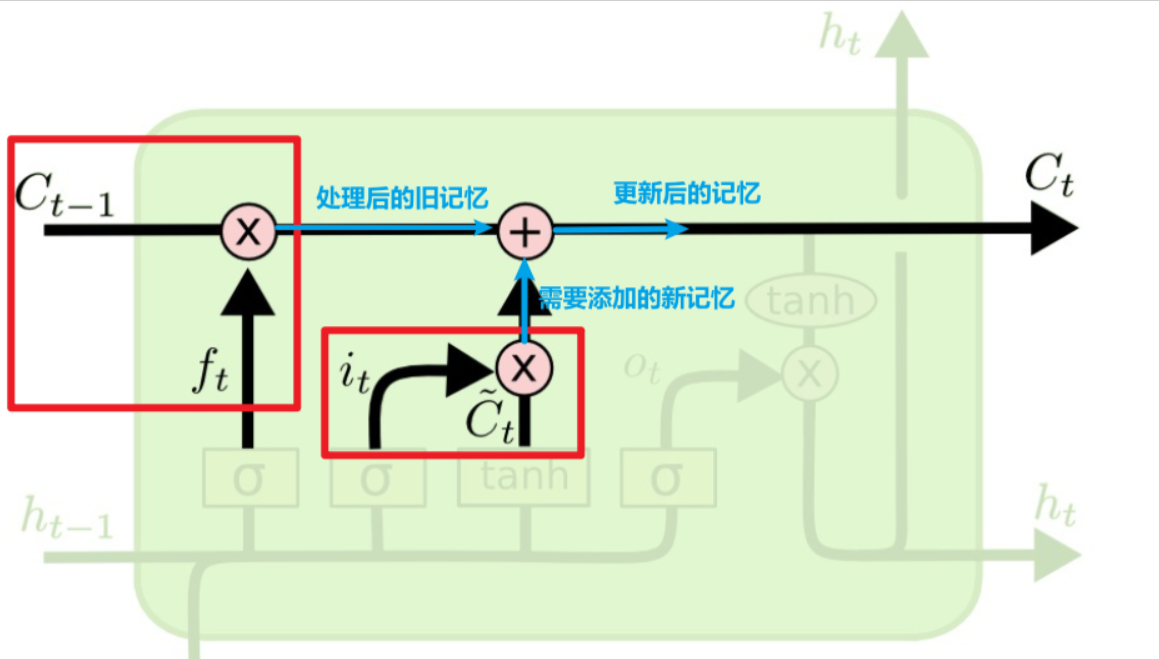 h_t
C_{t-1}
处理后的旧记忆
更新后的记忆
C_t
x
+
需要添加的新记忆
tanh
f_t
i_t
x
o_t
x
\tilde{C}_t
σ
σ
tanh
σ
h_{t-1}
h_t